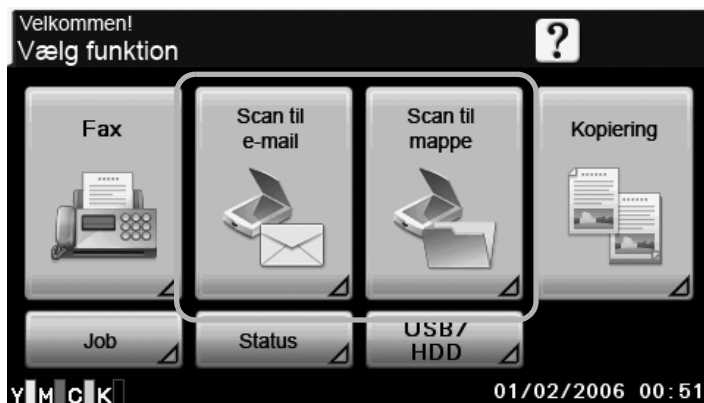 Velkommen!
Vælg funktion
?
Fax
Scan til
e-mail
Scan til
mappe
Kopiering
Job
Status
USB/
HDD
Y M C K
01/02/2006 00:51